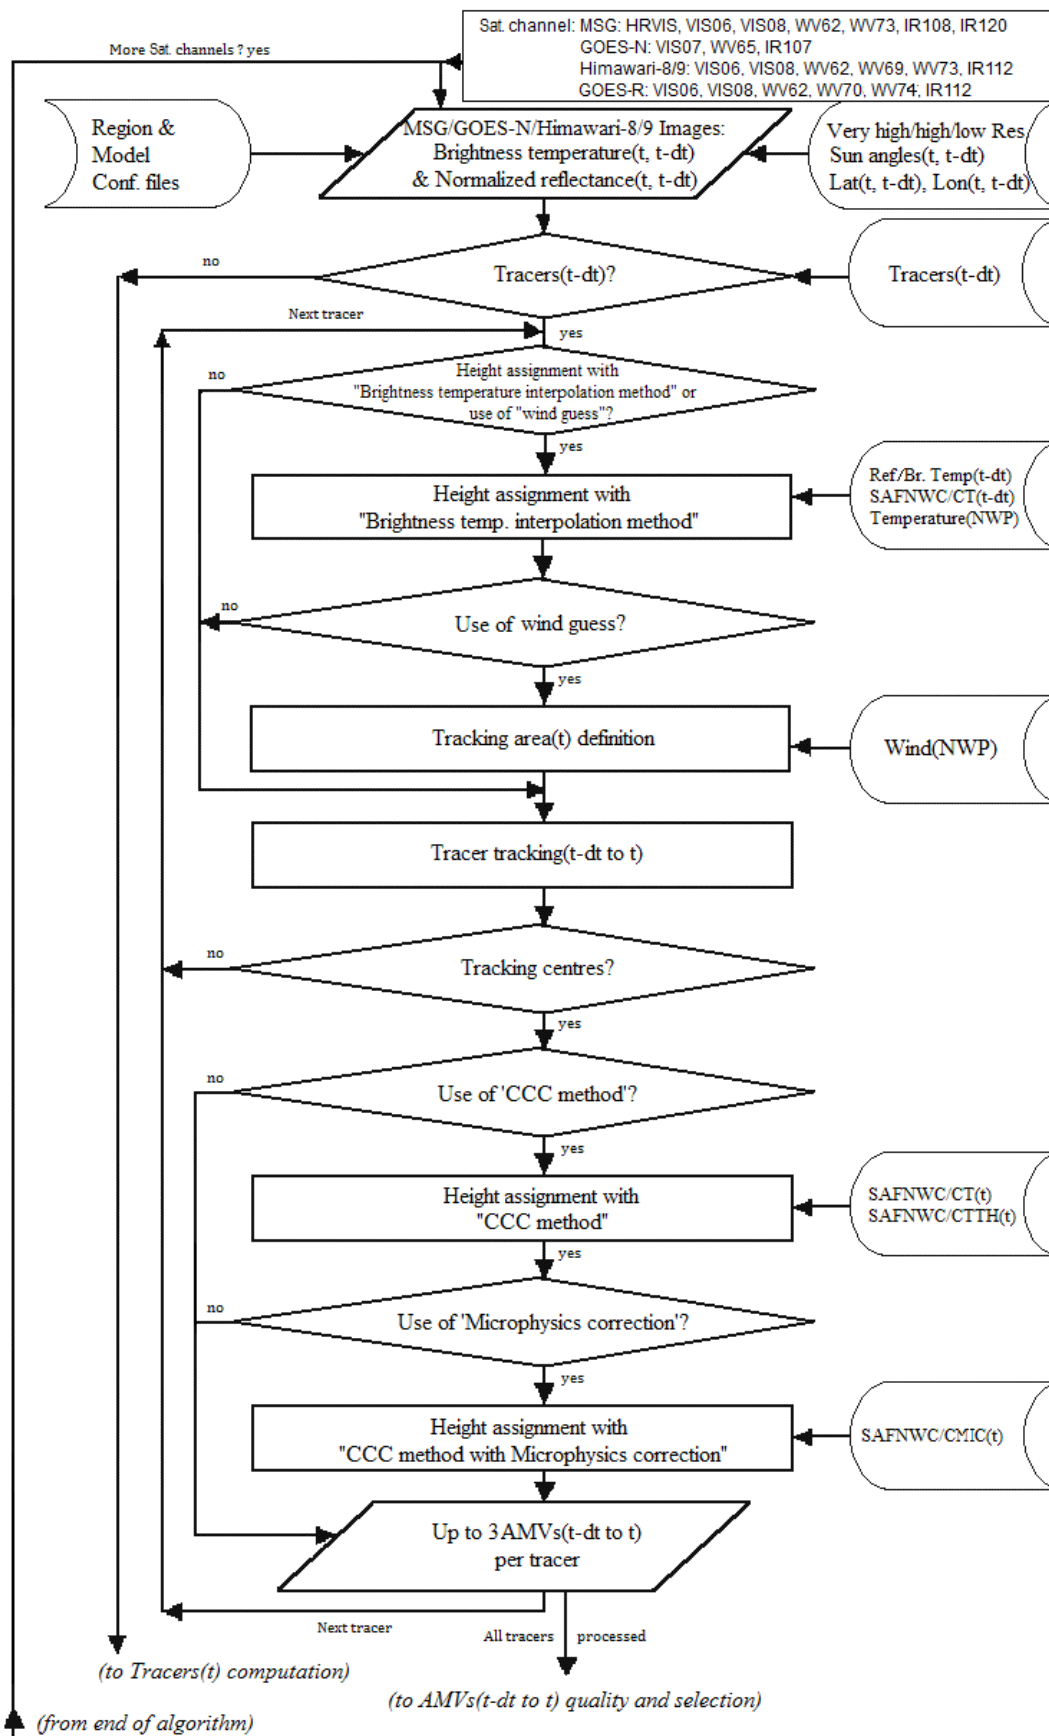 Sat. channel: MSG: HRVIS, VIS06, VIS08, WV62, WV73, IR108, IR120
GOES-N: VIS07, WV65, IR107
Himawari-8/9: VIS06, VIS08, WV62, WV69, WV73, IR112
GOES-R: VIS06, VIS08, WV62, WV70, WV74, IR112
More Sat. channels ? yes
Region &
Model
Conf. files
MSG/GOES-N/Himawari-8/9 Images:
Brightness temperature(t, t-dt)
& Normalized reflectance(t, t-dt)
Very high/high/low Res.
Sun angles(t, t-dt)
Lat(t, t-dt), Lon(t, t-dt)
no
Tracers(t-dt)?
Tracers(t-dt)
Next tracer
yes
Height assignment with
"Brightness temperature interpolation method" or
use of "wind guess"?
no
yes
Height assignment with
"Brightness temp. interpolation method"
Ref/Br. Temp(t-dt)
SAFNWC/CT(t-dt)
Temperature(NWP)
no
Use of wind guess?
yes
Tracking area(t) definition
Wind(NWP)
Tracer tracking(t-dt to t)
no
Tracking centres?
yes
no
Use of 'CCC method'?
yes
Height assignment with
"CCC method"
SAFNWC/CT(t)
SAFNWC/CTTH(t)
yes
no
Use of 'Microphysics correction'?
yes
Height assignment with
"CCC method with Microphysics correction"
SAFNWC/CMIC(t)
Up to 3 AMVs(t-dt to t)
per tracer
Next tracer
All tracers processed
(to Tracers(t) computation)
(to AMVs(t-dt to t) quality and selection)
(from end of algorithm)